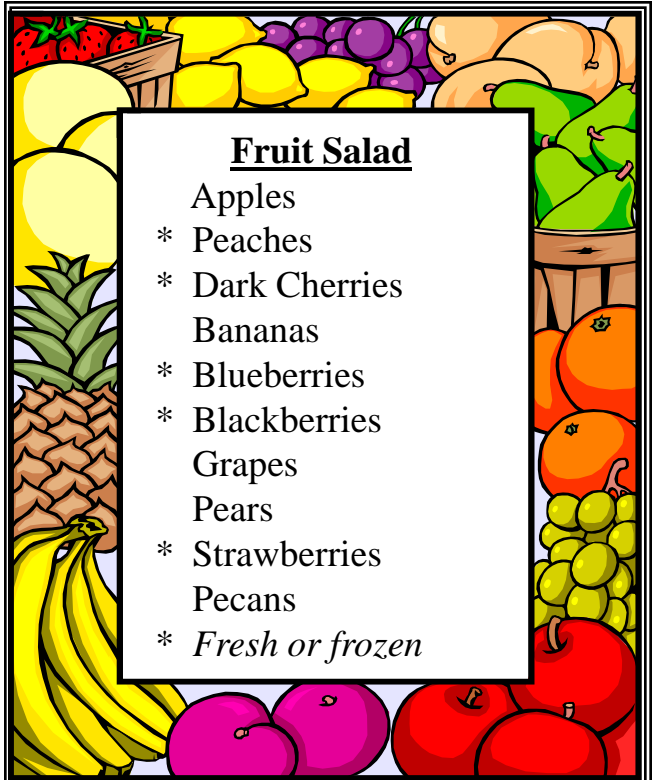 Fruit Salad
Apples
* Peaches
* Dark Cherries
Bananas
* Blueberries
* Blackberries
Grapes
Pears
* Strawberries
Pecans
* Fresh or frozen